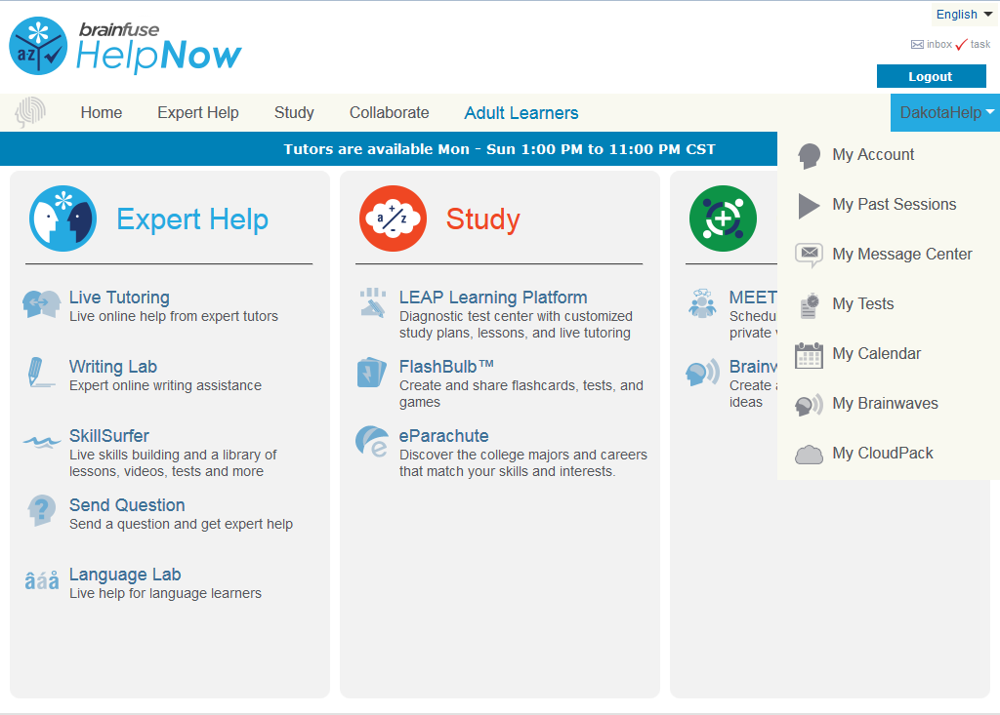 English
brainfuse
HelpNow
az
inbox task
Logout
Home Expert Help Study Collaborate Adult Learners DakotaHelp
Tutors are available Mon - Sun 1:00 PM to 11:00 PM CST
Expert Help
Live Tutoring
Live online help from expert tutors
Writing Lab
Expert online writing assistance
SkillSurfer
Live skills building and a library of
lessons, videos, tests and more
Send Question
Send a question and get expert help
âáå Language Lab
Live help for language learners
a + - z
Study
LEAP Learning Platform
Diagnostic test center with customized
study plans, lessons, and live tutoring
FlashBulb™
Create and share flashcards, tests, and
games
eParachute
Discover the college majors and careers
that match your skills and interests.
MEET
Schedu
private
Brainv
Create
ideas
My Account
My Past Sessions
My Message Center
My Tests
My Calendar
My Brainwaves
My CloudPack